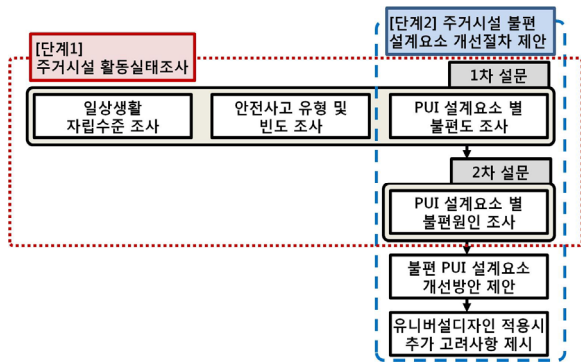 [단계1]
주거시설 활동실태조사
[단계2] 주거시설 불편
설계요소 개선절차 제안
1차 설문
일상생활
자립수준 조사
안전사고 유형 및
빈도 조사
PUI 설계요소 별
불편도 조사
2차 설문
PUI 설계요소 별
불편원인 조사
불편 PUI 설계요소
개선방안 제안
유니버설디자인 적용시
추가 고려사항 제시